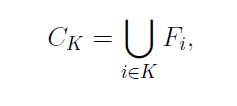 C_K = \bigcup_{i \in K} F_i,